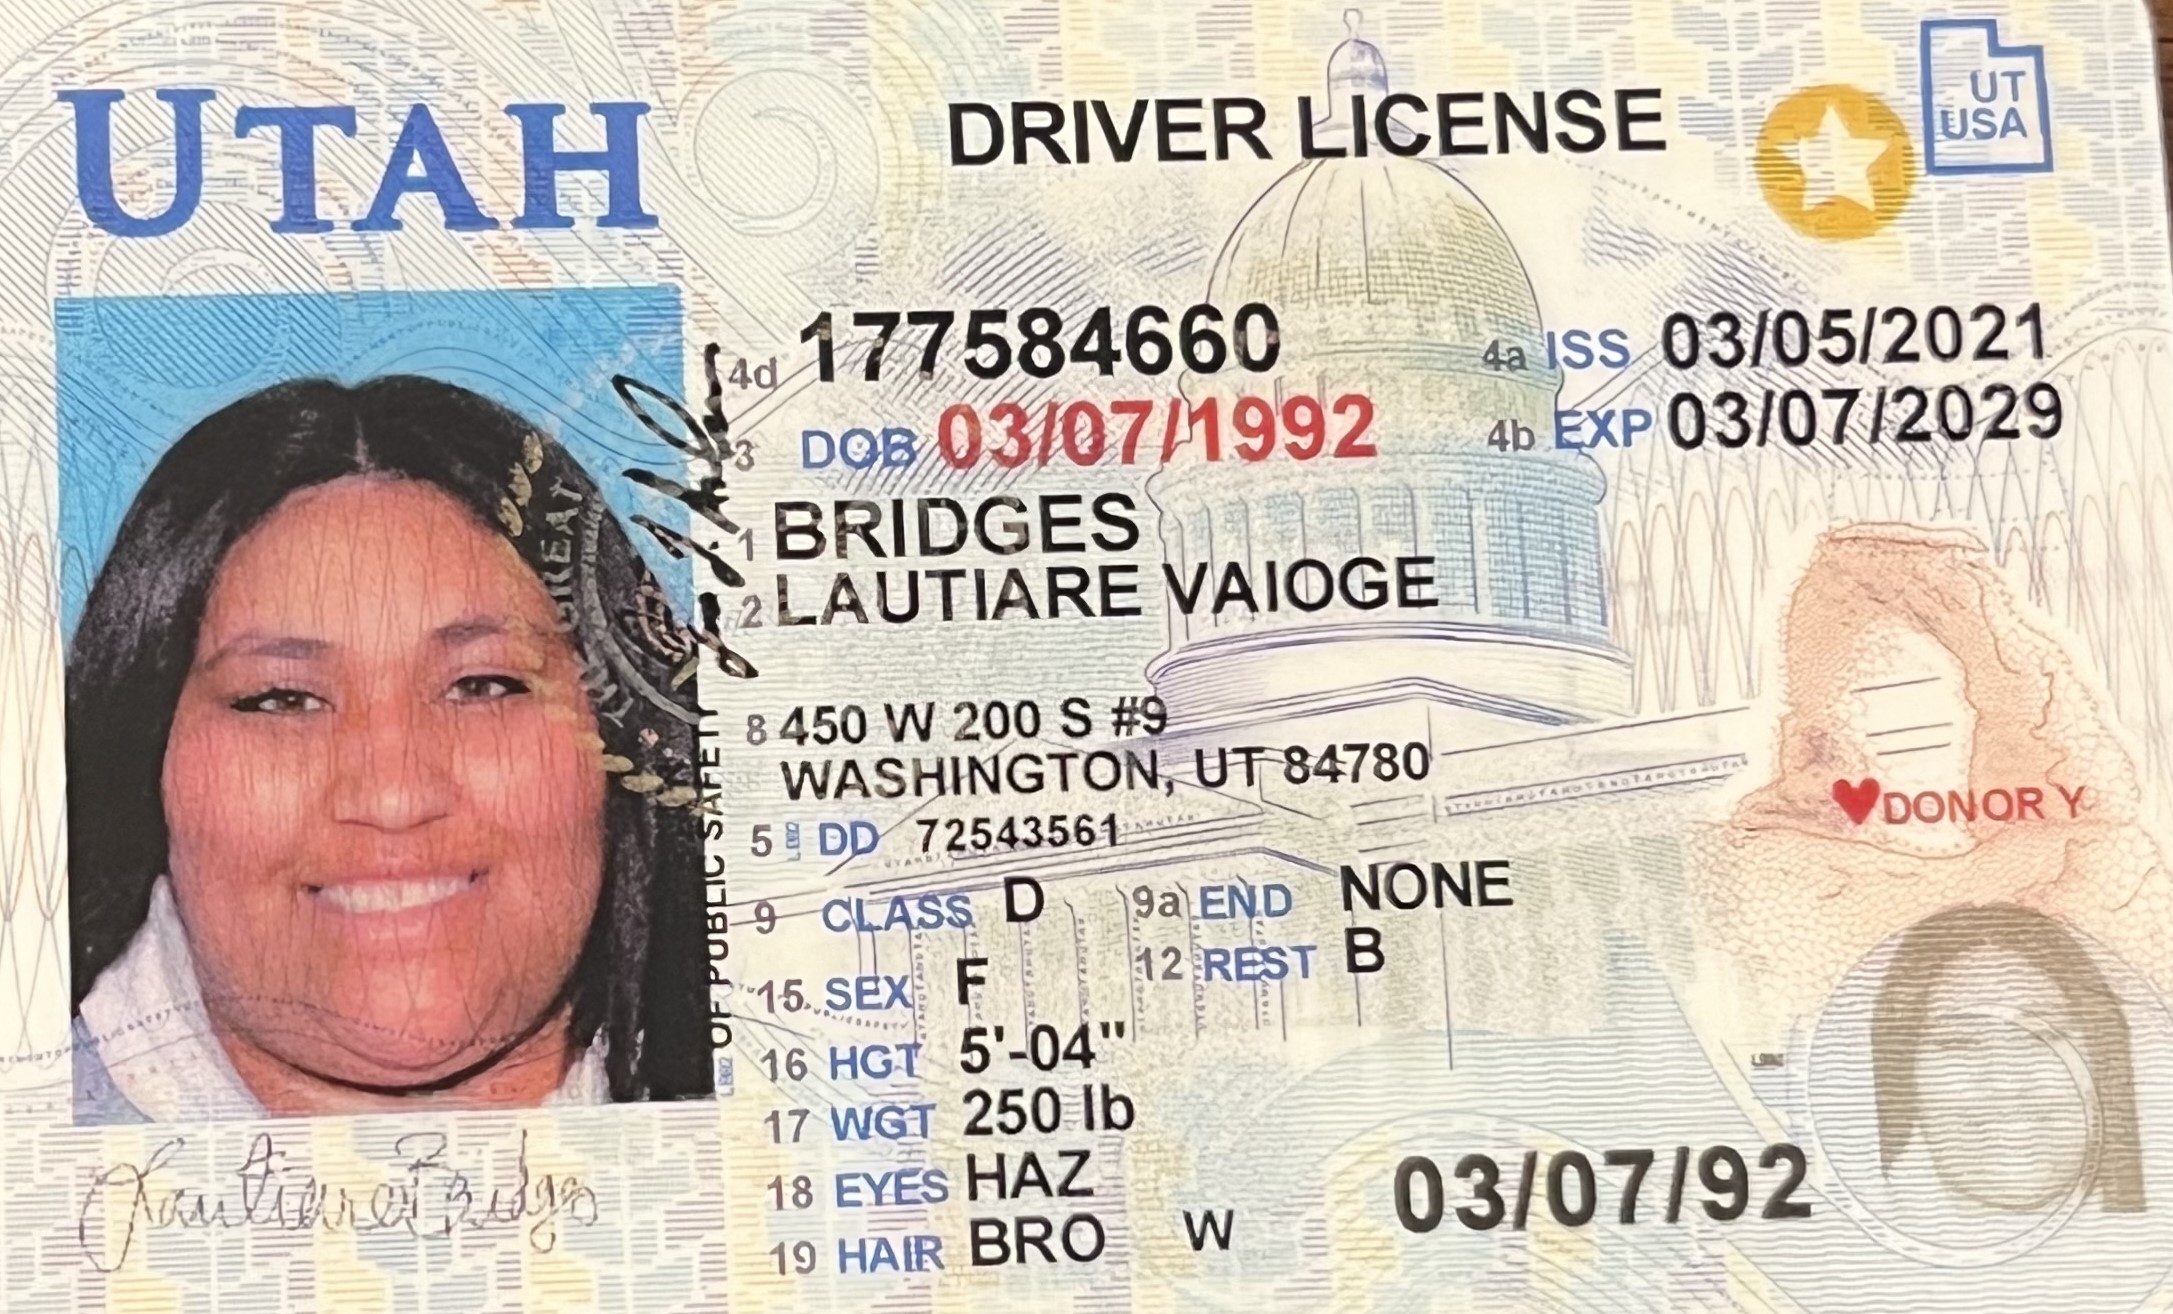 UTAH
DRIVER LICENSE
UT
USA
4d 177584660
4a ISS 03/05/2021
3 DOB 03/07/1992
4b EXP 03/07/2029
1 BRIDGES
2 LAUTIARE VAIOGE
8 450 W 200 S #9
WASHINGTON, UT 84780
5 DD 72543561
DONOR Y
9 CLASS D 9a END NONE
12 REST B
15. SEX F
16 HGT 5'-04"
17 WGT 250 lb
18 EYES HAZ
19 HAIR BRO W
03/07/92
OF PUBLIC SAFETY
GREAT
Lautiare Bridges